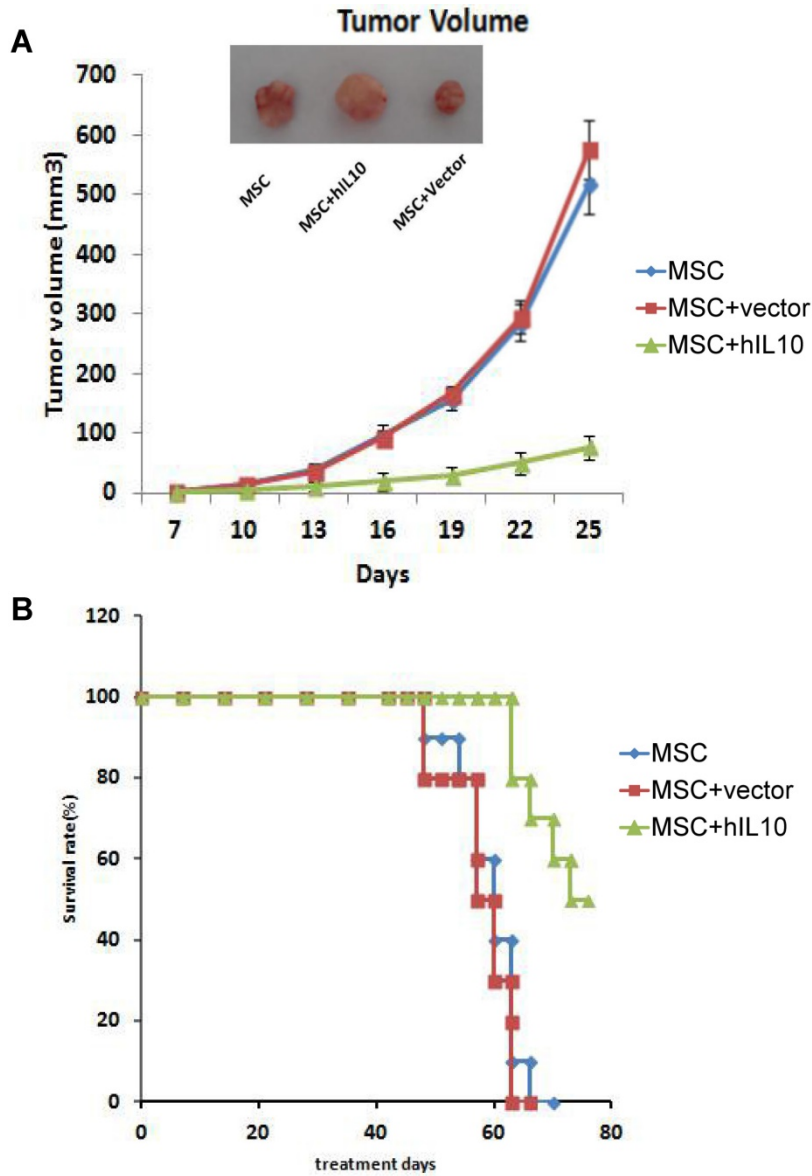 A
Tumor Volume
700
600
500
400
300
200
100
0
Tumor volume (mm3)
MSC
MSC+hIL10
MSC+Vector
7 10 13 16 19 22 25
Days
MSC
MSC+vector
MSC+hIL10
B
120
100
80
60
40
20
0
Survival rate(%)
0 20 40 60 80
treatment days
MSC
MSC+vector
MSC+hIL10